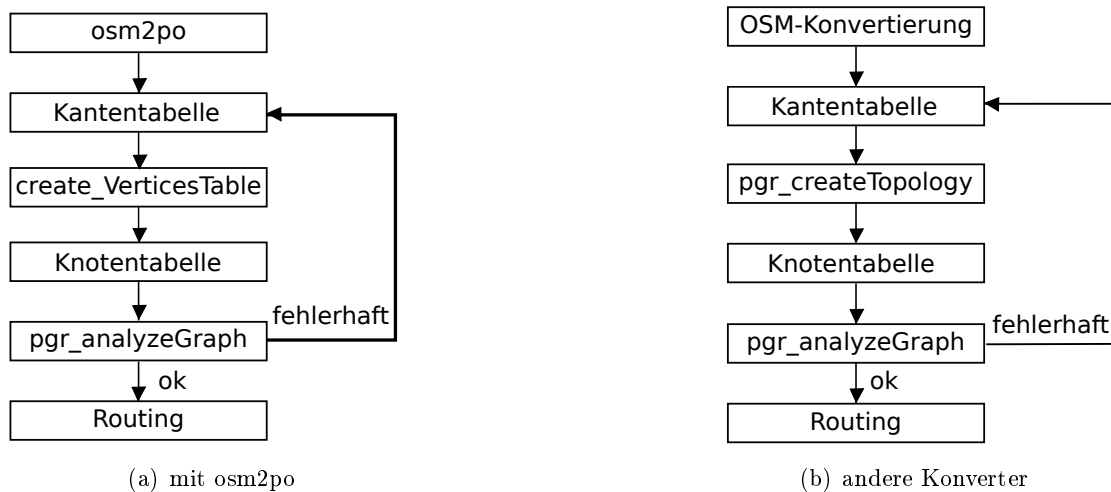 osm2po
Kantentabelle
create_VerticesTable
Knotentabelle
fehlerhaft
pgr_analyzeGraph
ok
Routing
(a) mit osm2po
OSM-Konvertierung
Kantentabelle
pgr_createTopology
Knotentabelle
fehlerhaft
pgr_analyzeGraph
ok
Routing
(b) andere Konverter